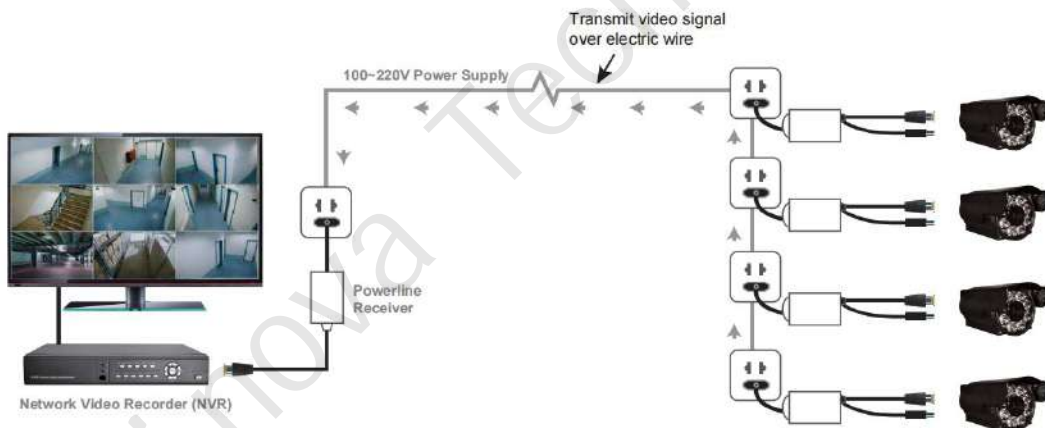 Transmit video signal
over electric wire
100~220V Power Supply
Powerline
Receiver
Network Video Recorder (NVR)